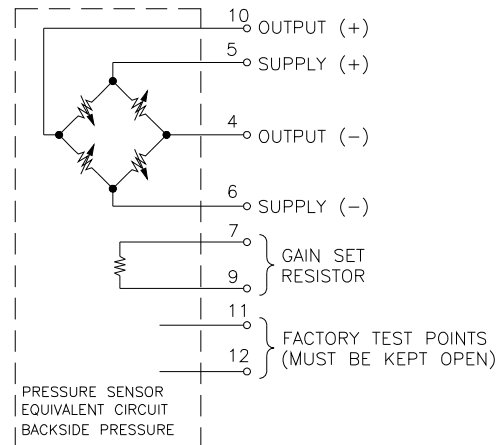 10
OUTPUT (+)
5
SUPPLY (+)
4
OUTPUT (−)
6
SUPPLY (−)
7
GAIN SET
RESISTOR
9
11
FACTORY TEST POINTS
(MUST BE KEPT OPEN)
12
PRESSURE SENSOR
EQUIVALENT CIRCUIT
BACKSIDE PRESSURE